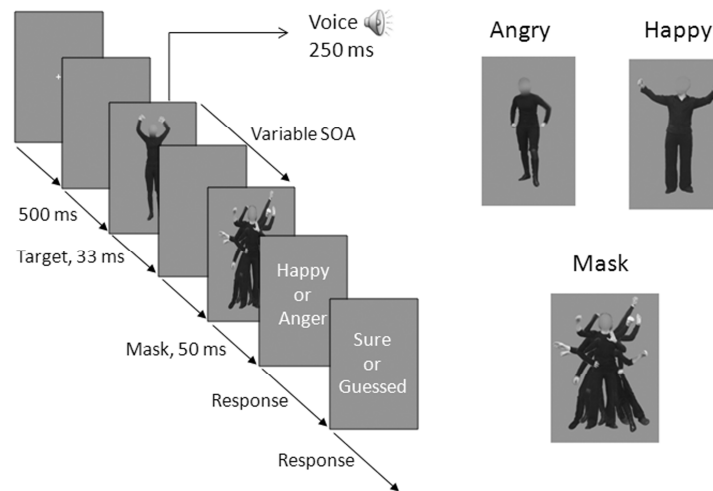 Voice
250 ms
Angry
Happy
Variable SOA
500 ms
Target, 33 ms
Mask, 50 ms
Response
Response
Happy
or
Anger
Sure
or
Guessed
Mask